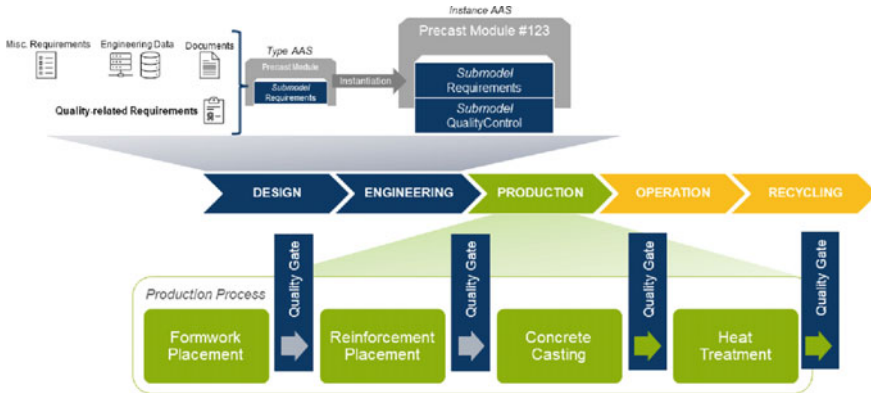 Instance AAS
Precast Module #123
Misc. Requirements
Engineering Data
Documents
Type AAS
Precast Module
Submodel
Requirements
Instantiation
Submodel
Requirements
Submodel
QualityControl
Quality-related Requirements
DESIGN
ENGINEERING
PRODUCTION
OPERATION
RECYCLING
Quality Gate
Quality Gate
Quality Gate
Quality Gate
Production Process
Formwork
Placement
Reinforcement
Placement
Concrete
Casting
Heat
Treatment